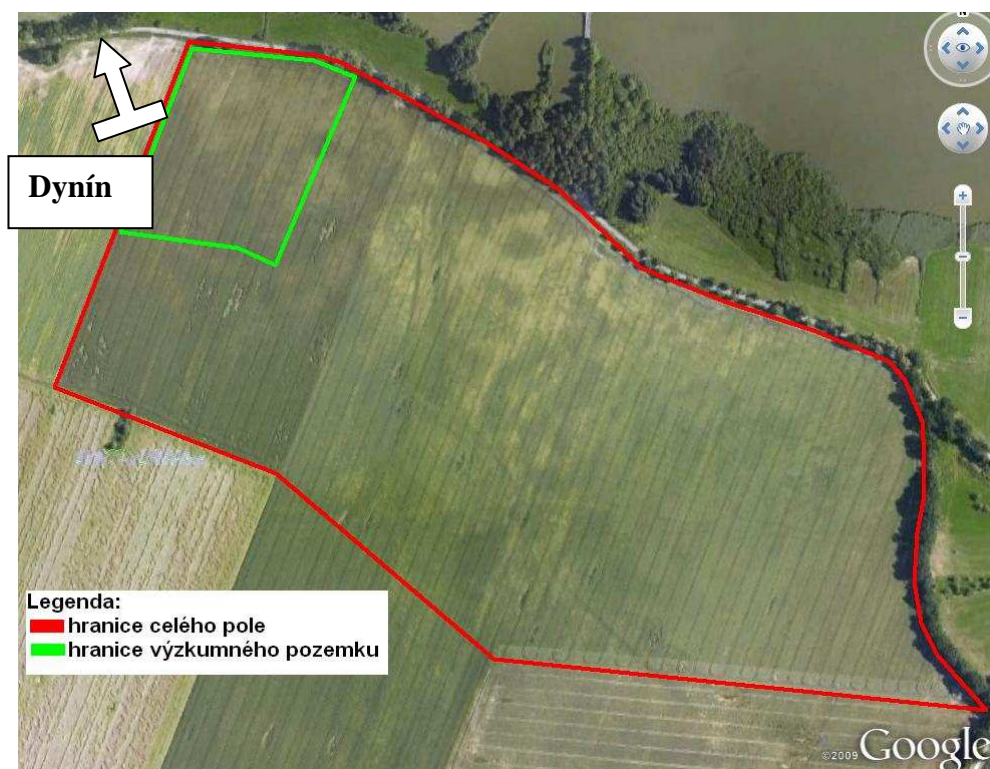 N
Dynín
Legenda:
hranice celého pole
hranice výzkumného pozemku
©2009 Google